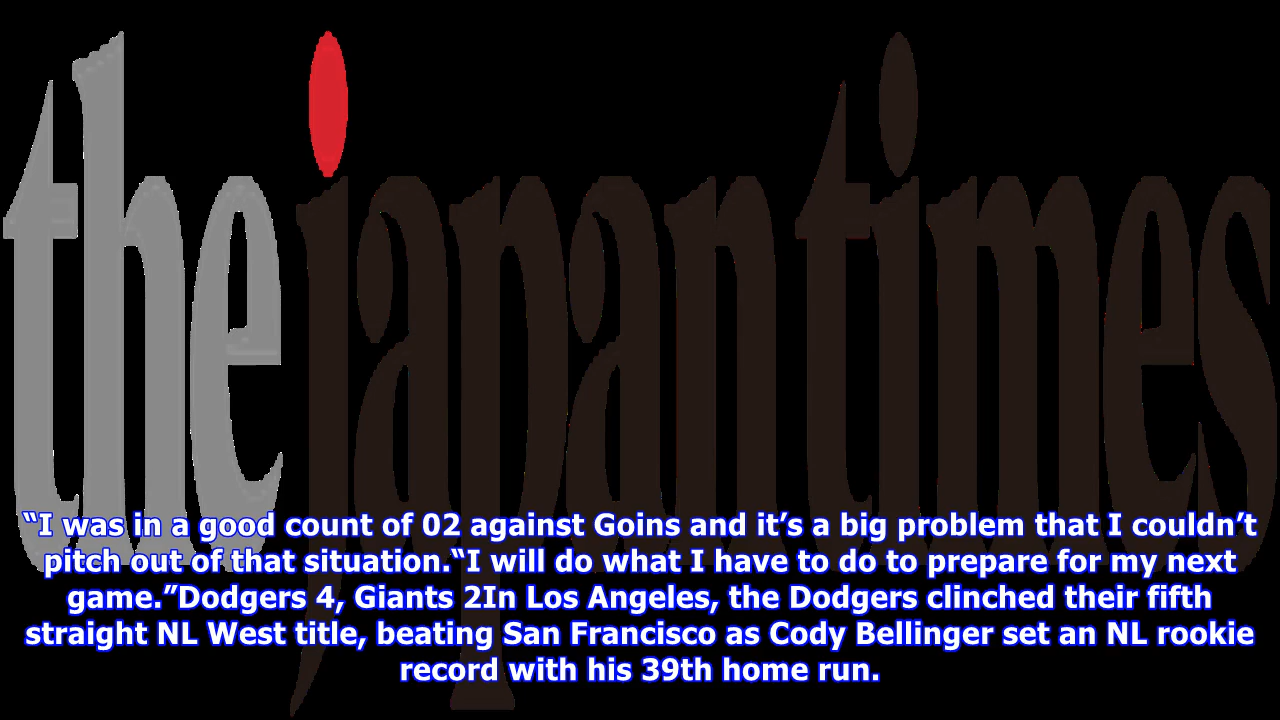 the japan times
“I was in a good count of 02 against Goins and it’s a big problem that I couldn’t
pitch out of that situation.“I will do what I have to do to prepare for my next
game.”Dodgers 4, Giants 2In Los Angeles, the Dodgers clinched their fifth
straight NL West title, beating San Francisco as Cody Bellinger set an NL rookie
record with his 39th home run.